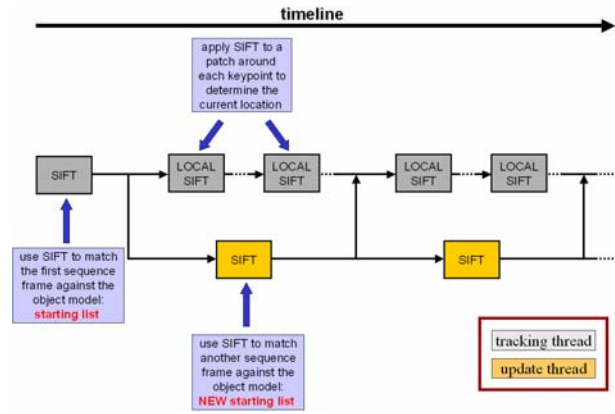 timeline
apply SIFT to a
patch around
each keypoint to
determine the
current location
SIFT
LOCAL
SIFT
LOCAL
SIFT
LOCAL
SIFT
LOCAL
SIFT
use SIFT to match
the first sequence
frame against the
object model:
starting list
SIFT
SIFT
use SIFT to match
another sequence
frame against the
object model:
NEW starting list
tracking thread
update thread